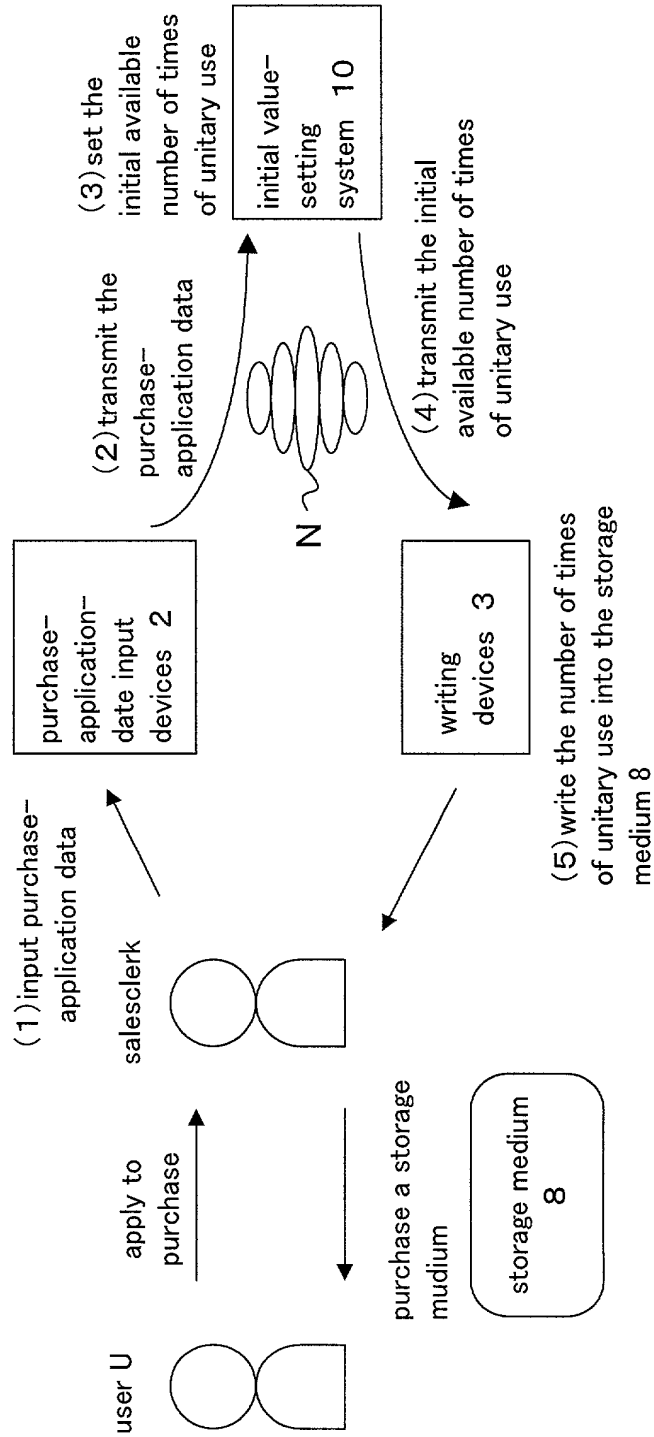 user U
apply to
purchase
purchase a storage
mudium
storage medium
8
salesclerk
(1)input purchase-
application data
purchase-
application-
date input
devices 2
(2)transmit the
purchase-
application data
(3)set the
initial available
number of times
of unitary use
initial value-
setting
system 10
N
(4)transmit the initial
available number of times
of unitary use
writing
devices 3
(5)write the number of times
of unitary use into the storage
medium 8